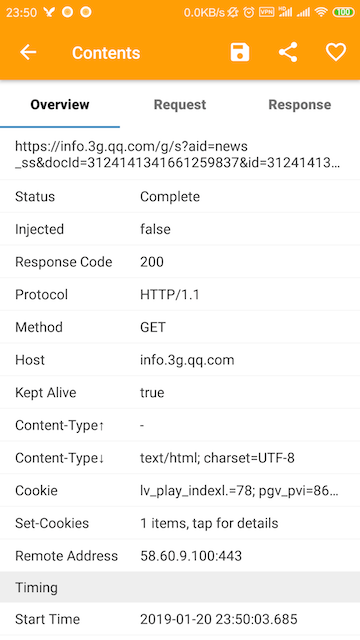 23:50 0.0KB/s VPN 100
Contents
Overview Request Response
https://info.3g.qq.com/g/s?aid=news
_ss&docId=3124141341661259837&id=31241413...
Status Complete
Injected false
Response Code 200
Protocol HTTP/1.1
Method GET
Host info.3g.qq.com
Kept Alive true
Content-Type↑ -
Content-Type↓ text/html; charset=UTF-8
Cookie lv_play_indexl.=78; pgv_pvi=86...
Set-Cookies 1 items, tap for details
Remote Address 58.60.9.100:443
Timing
Start Time 2019-01-20 23:50:03.685